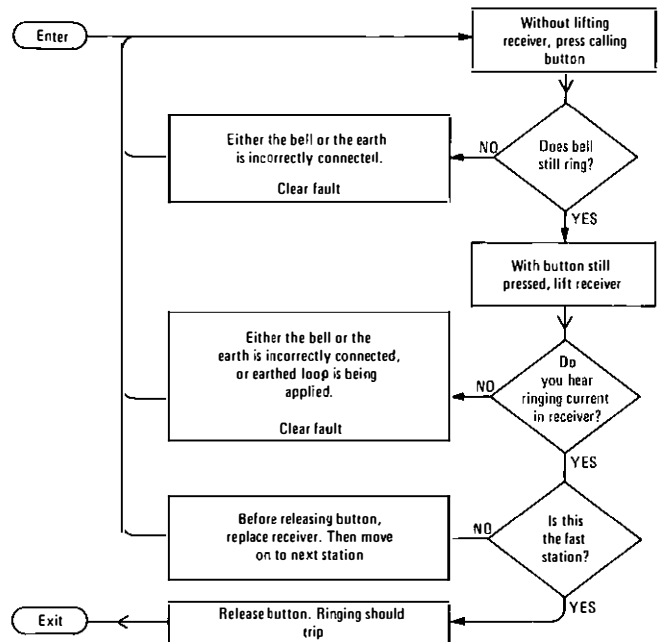 Enter
Without lifting
receiver, press calling
button
Does bell
still ring?
NO
YES
Either the bell or the earth
is incorrectly connected.
Clear fault
With button still
pressed, lift receiver
Do
you hear
ringing current
in receiver?
NO
YES
Either the bell or the
earth is incorrectly connected,
or earthed loop is being
applied.
Clear fault
Is this
the fast
station?
NO
YES
Before releasing button,
replace receiver. Then move
on to next station
Release button. Ringing should
trip
Exit